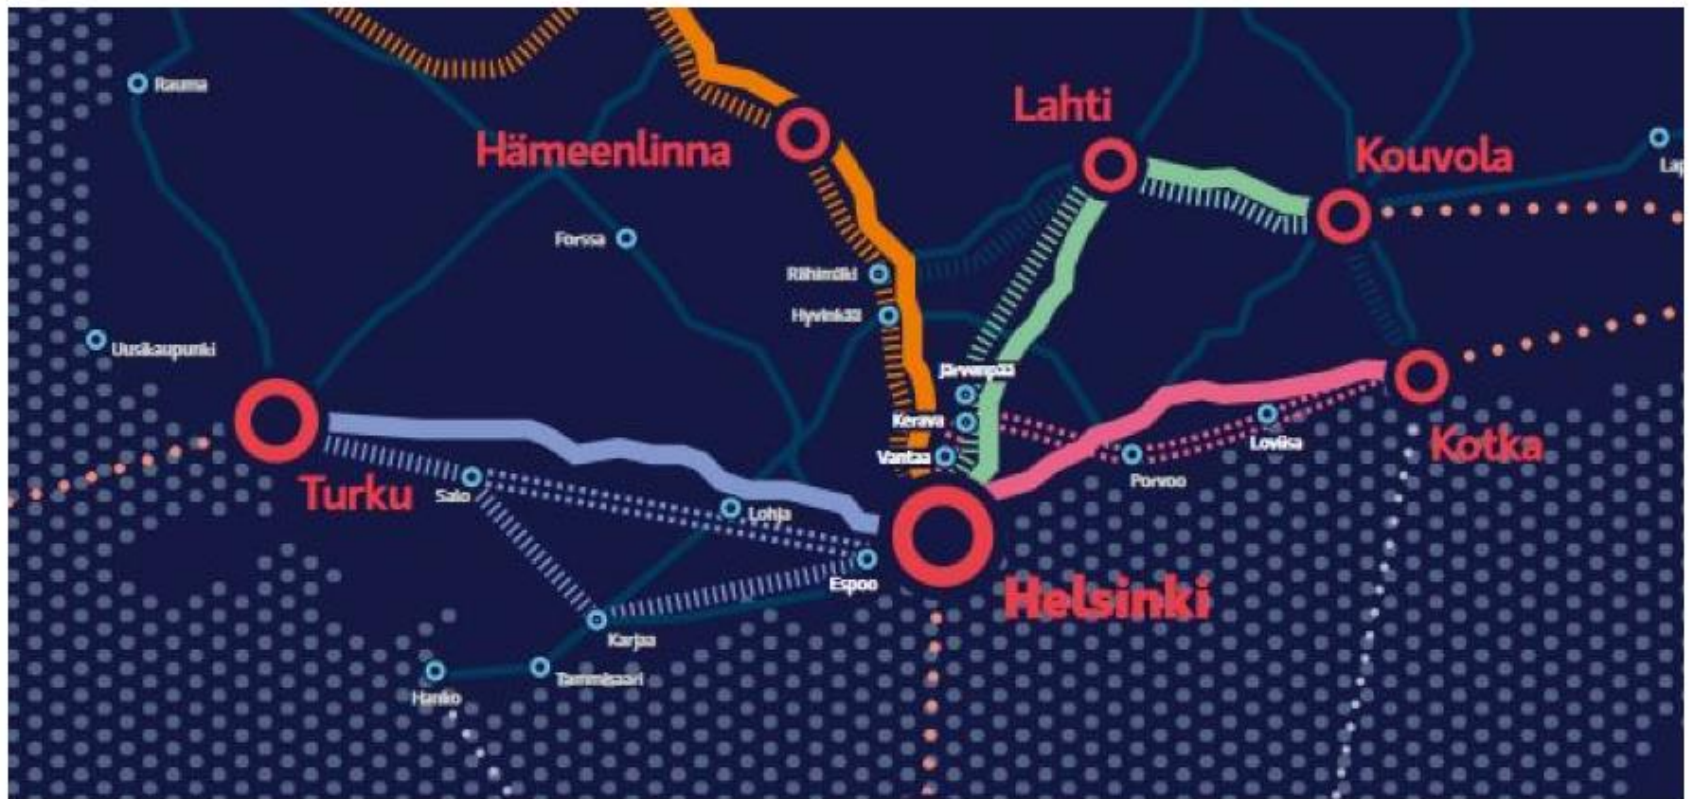 Rauma
Lahti
Hämeenlinna
Kouvola
Lap
Forssa
Riihimäki
Hyvinkää
Uusikaupunki
Järvenpää
Kerava
Loviisa
Kotka
Vantaa
Porvoo
Turku
Salo
Lohja
Espoo
Helsinki
Karjaa
Tammisaari
Hanko